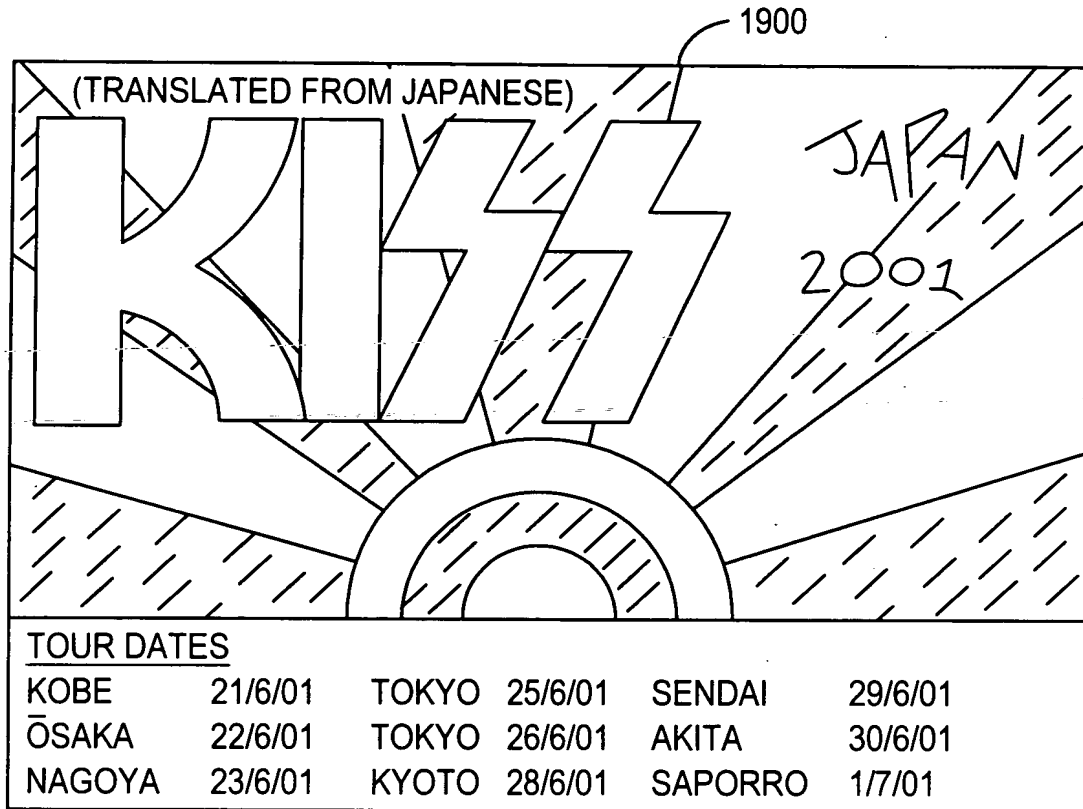 1900
(TRANSLATED FROM JAPANESE)
KISS
JAPAN
2001
TOUR DATES
KOBE 21/6/01 TOKYO 25/6/01 SENDAI 29/6/01
ŌSAKA 22/6/01 TOKYO 26/6/01 AKITA 30/6/01
NAGOYA 23/6/01 KYOTO 28/6/01 SAPORRO 1/7/01